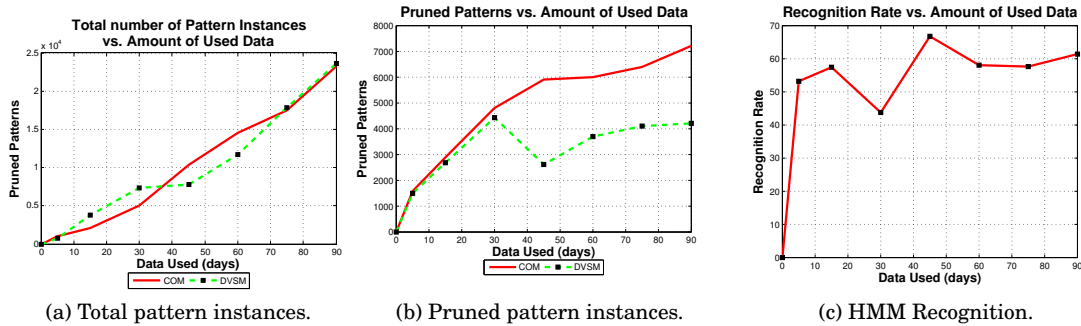 Total number of Pattern Instances
vs. Amount of Used Data
x 10⁴
2.5
2
1.5
1
0.5
0
Pruned Patterns
0 10 20 30 40 50 60 70 80 90
Data Used (days)
COM DVSM
(a) Total pattern instances.
Pruned Patterns vs. Amount of Used Data
8000
7000
6000
5000
4000
3000
2000
1000
0
Pruned Patterns
0 10 20 30 40 50 60 70 80 90
Data Used (days)
COM DVSM
(b) Pruned pattern instances.
Recognition Rate vs. Amount of Used Data
70
60
50
40
30
20
10
0
Recognition Rate
0 10 20 30 40 50 60 70 80 90
Data Used (days)
(c) HMM Recognition.